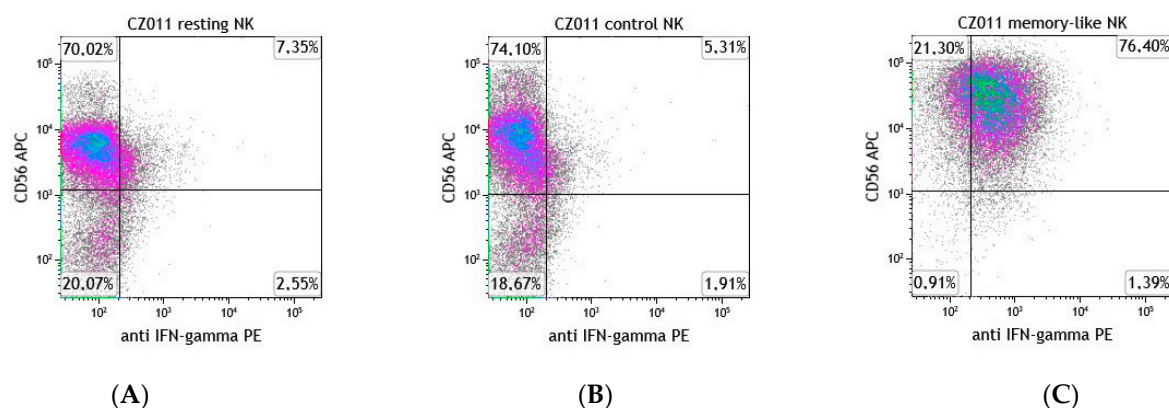 CZ011 resting NK
70.02%
7.35%
10⁵
10⁴
10³
10²
CD56 APC
20.07%
2.55%
10² 10³ 10⁴ 10⁵
anti IFN-gamma PE
(A)
CZ011 control NK
74.10%
5.31%
10⁵
10⁴
10³
10²
CD56 APC
18.67%
1.91%
10² 10³ 10⁴ 10⁵
anti IFN-gamma PE
(B)
CZ011 memory-like NK
21.30%
76.40%
10⁵
10⁴
10³
10²
CD56 APC
0.91%
1.39%
10² 10³ 10⁴ 10⁵
anti IFN-gamma PE
(C)